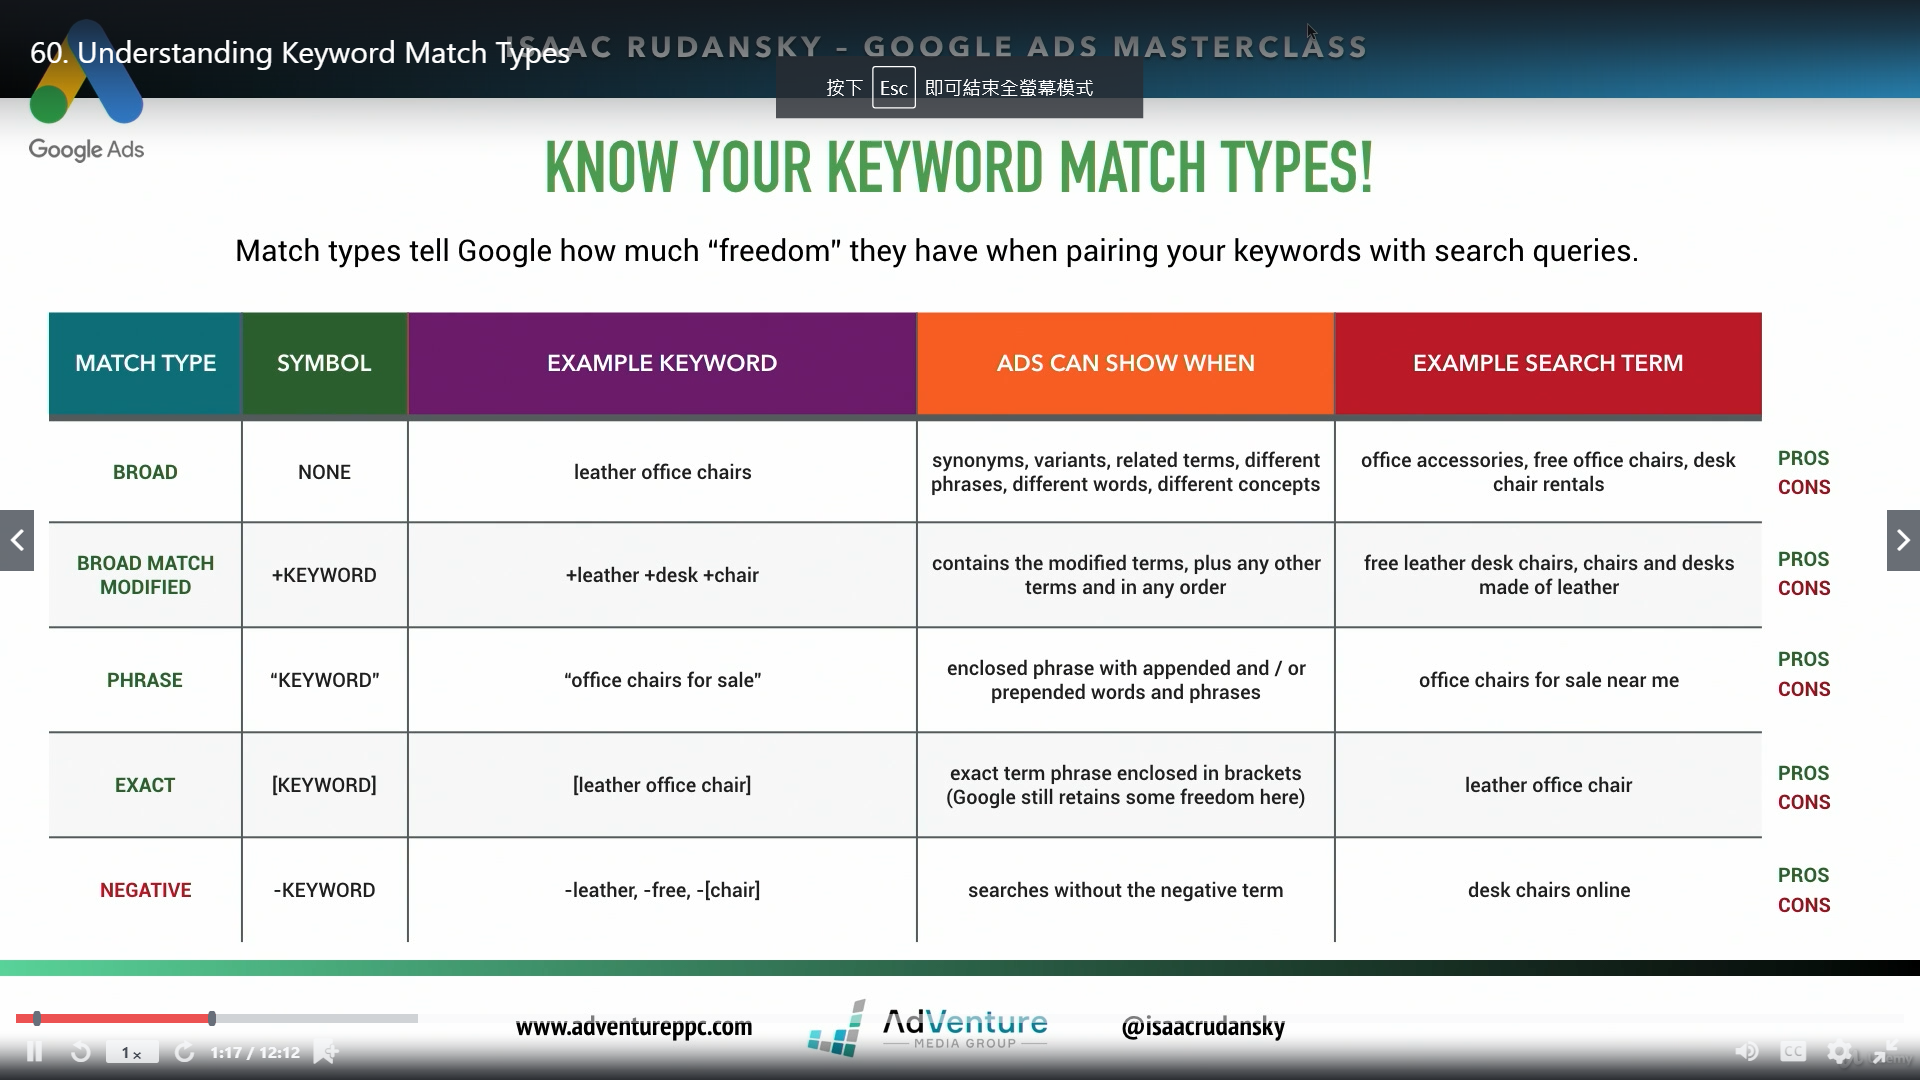 60. Understanding Keyword Match Types
ISAAC RUDANSKY – GOOGLE ADS MASTERCLASS
按下 Esc 即可結束全螢幕模式
Google Ads
KNOW YOUR KEYWORD MATCH TYPES!
Match types tell Google how much “freedom” they have when pairing your keywords with search queries.
MATCH TYPE SYMBOL EXAMPLE KEYWORD ADS CAN SHOW WHEN EXAMPLE SEARCH TERM
BROAD
NONE
leather office chairs
synonyms, variants, related terms, different
phrases, different words, different concepts
office accessories, free office chairs, desk
chair rentals
PROS
CONS
BROAD MATCH
MODIFIED
+KEYWORD
+leather +desk +chair
contains the modified terms, plus any other
terms and in any order
free leather desk chairs, chairs and desks
made of leather
PROS
CONS
PHRASE
“KEYWORD”
“office chairs for sale”
enclosed phrase with appended and / or
prepended words and phrases
office chairs for sale near me
PROS
CONS
EXACT
[KEYWORD]
[leather office chair]
exact term phrase enclosed in brackets
(Google still retains some freedom here)
leather office chair
PROS
CONS
NEGATIVE
-KEYWORD
-leather, -free, -[chair]
searches without the negative term
desk chairs online
PROS
CONS
www.adventureppc.com
AdVenture
MEDIA GROUP
@isaacrudansky
1x
1:17 / 12:12
CC